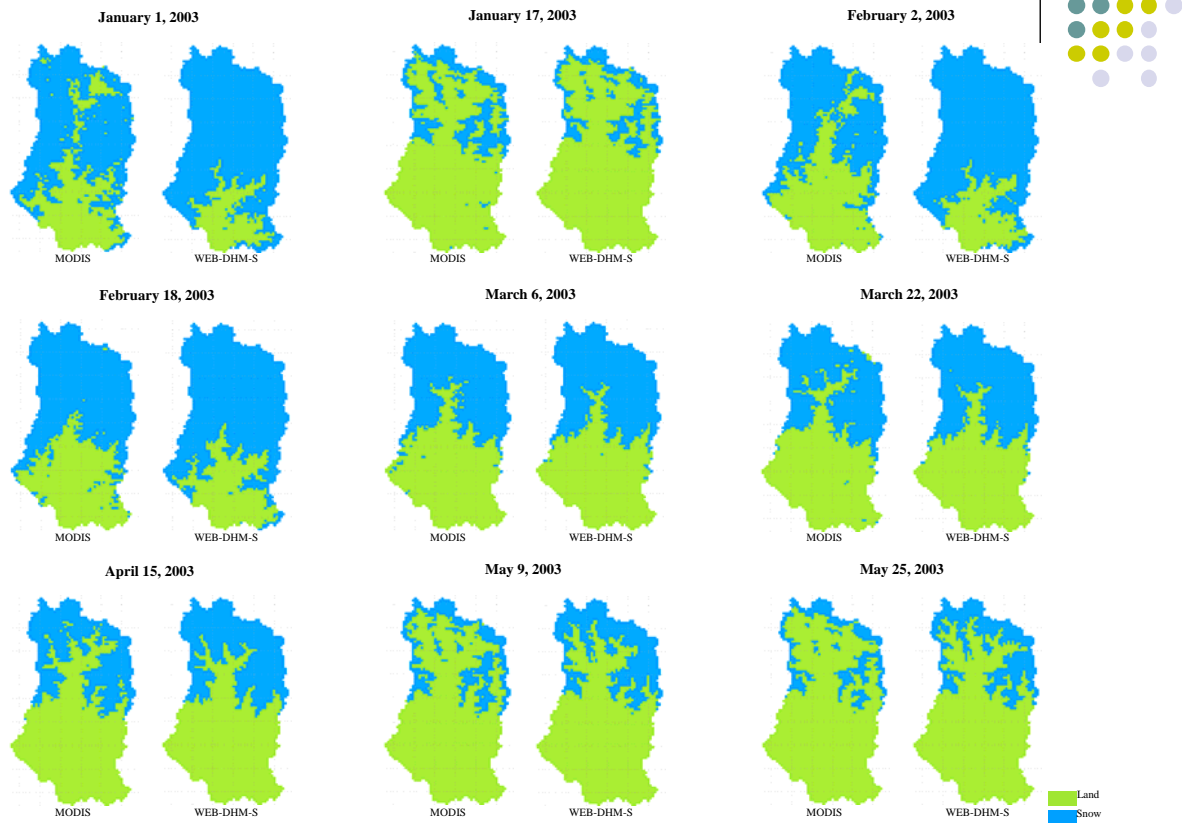 January 1, 2003
January 17, 2003
February 2, 2003
MODIS
WEB-DHM-S
MODIS
WEB-DHM-S
MODIS
WEB-DHM-S
February 18, 2003
March 6, 2003
March 22, 2003
MODIS
WEB-DHM-S
MODIS
WEB-DHM-S
MODIS
WEB-DHM-S
April 15, 2003
May 9, 2003
May 25, 2003
MODIS
WEB-DHM-S
MODIS
WEB-DHM-S
MODIS
WEB-DHM-S
Land
Snow